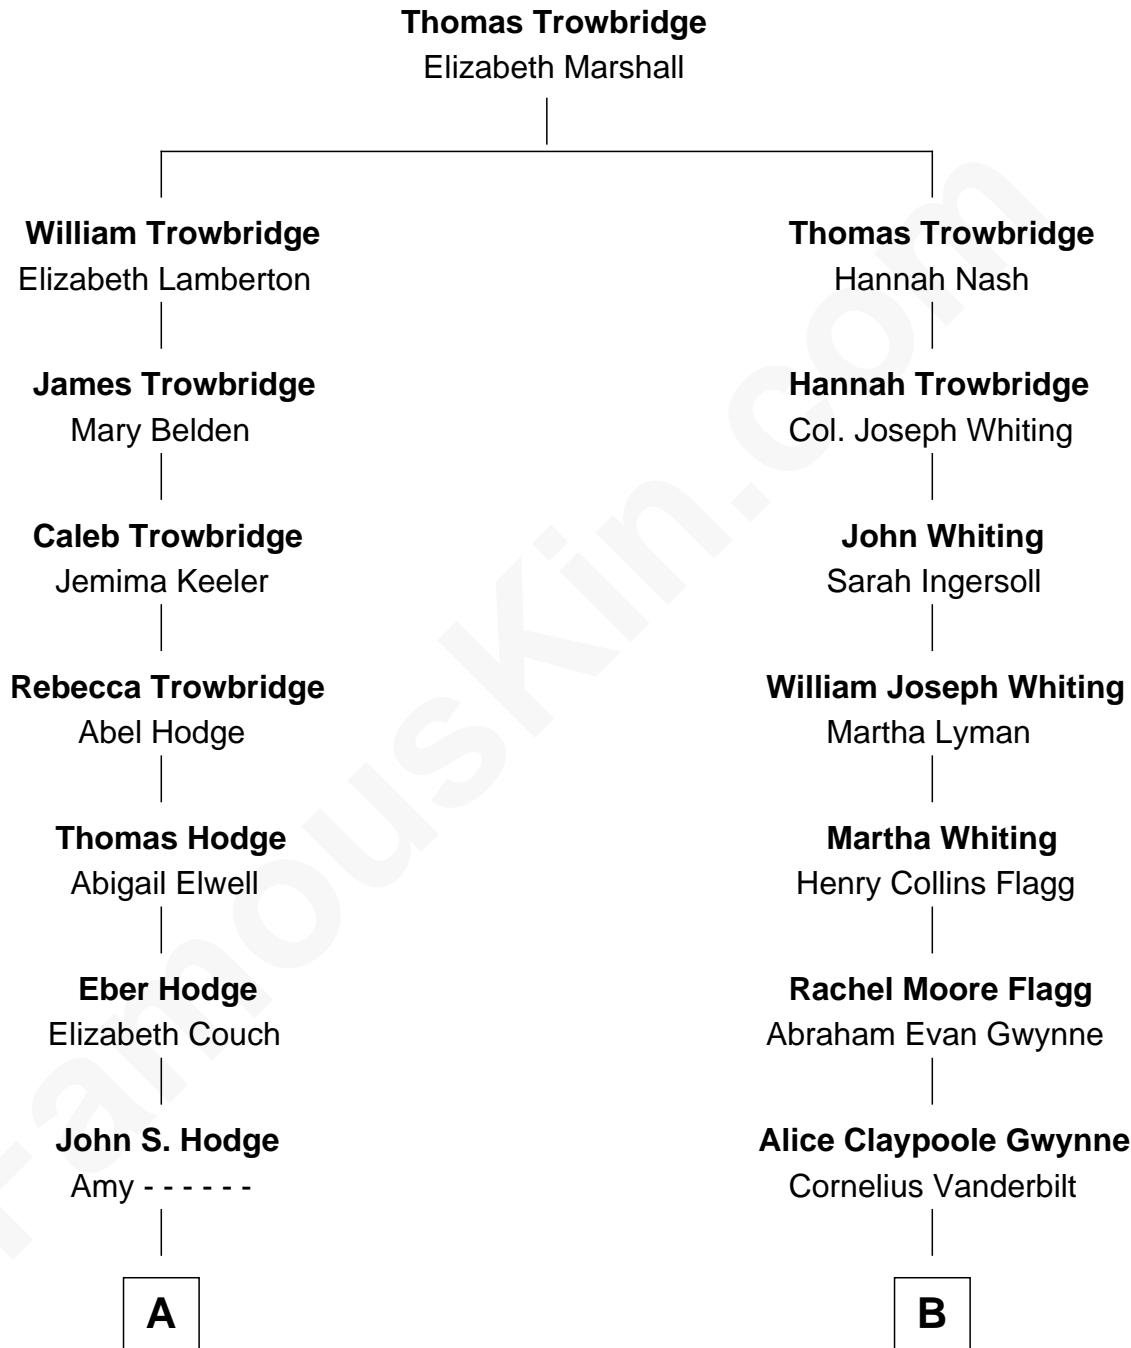 Thomas Trowbridge
Elizabeth Marshall
William Trowbridge
Elizabeth Lamberton
James Trowbridge
Mary Belden
Caleb Trowbridge
Jemima Keeler
Rebecca Trowbridge
Abel Hodge
Thomas Hodge
Abigail Elwell
Eber Hodge
Elizabeth Couch
John S. Hodge
Amy - - - - - -
A
Thomas Trowbridge
Hannah Nash
Hannah Trowbridge
Col. Joseph Whiting
John Whiting
Sarah Ingersoll
William Joseph Whiting
Martha Lyman
Martha Whiting
Henry Collins Flagg
Rachel Moore Flagg
Abraham Evan Gwynne
Alice Claypoole Gwynne
Cornelius Vanderbilt
B
FamousKin.com